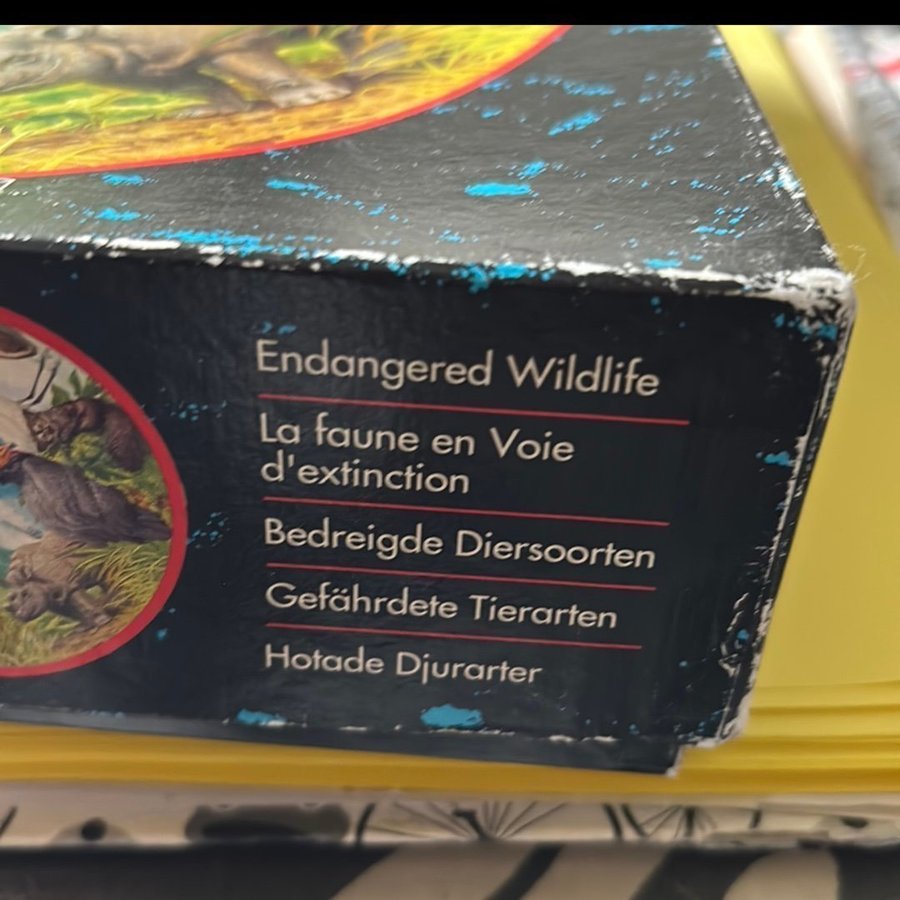 Endangered Wildlife
La faune en Voie
d'extinction
Bedreigde Diersoorten
Gefährdete Tierarten
Hotade Djurarter